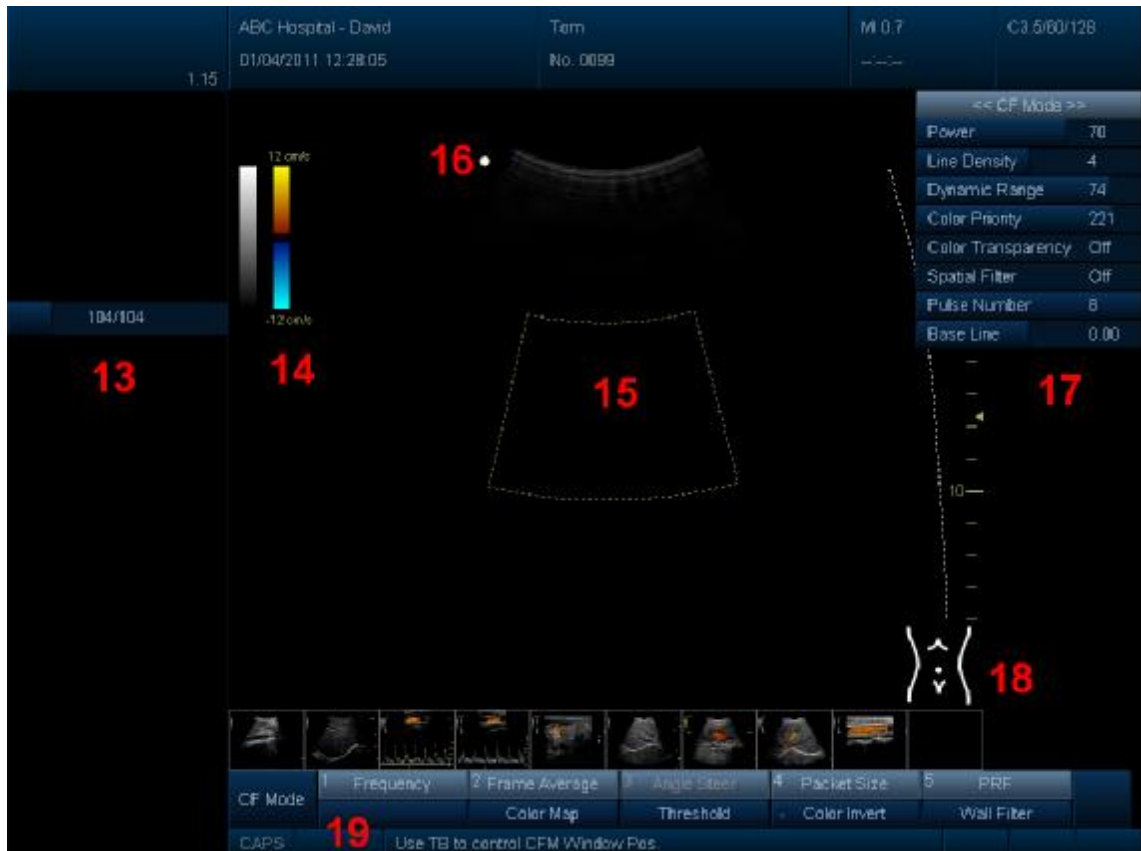 ABC Hospital - David
Tom
MI 0.7
C3.5/60/128
01/04/2011 12:28:05
No. 0099
--:--:--
1.15
<< CF Mode >>
Power 70
Line Density 4
Dynamic Range 74
Color Priority 221
Color Transparency Off
Spatial Filter Off
Pulse Number 8
Base Line 0.00
12 cm/s
16
-12 cm/s
104/104
13
14
15
17
10
18
CF Mode
1 Frequency
2 Frame Average
3 Angle Steer
4 Packet Size
5 PRF
Color Map
Threshold
Color Invert
Wall Filter
19
CAPS
Use TB to control CFM Window Pos.